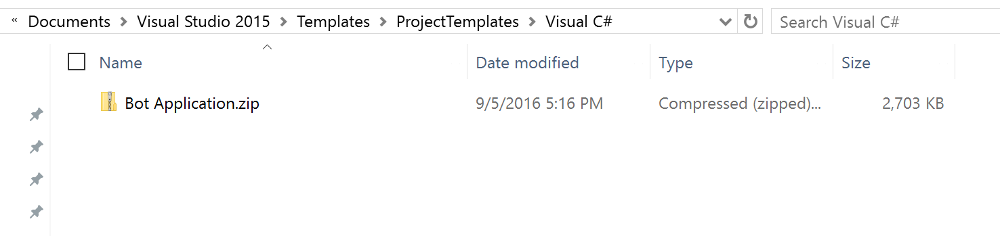 « Documents > Visual Studio 2015 > Templates > ProjectTemplates > Visual C# Search Visual C#
Name Date modified Type Size
Bot Application.zip 9/5/2016 5:16 PM Compressed (zipped)... 2,703 KB